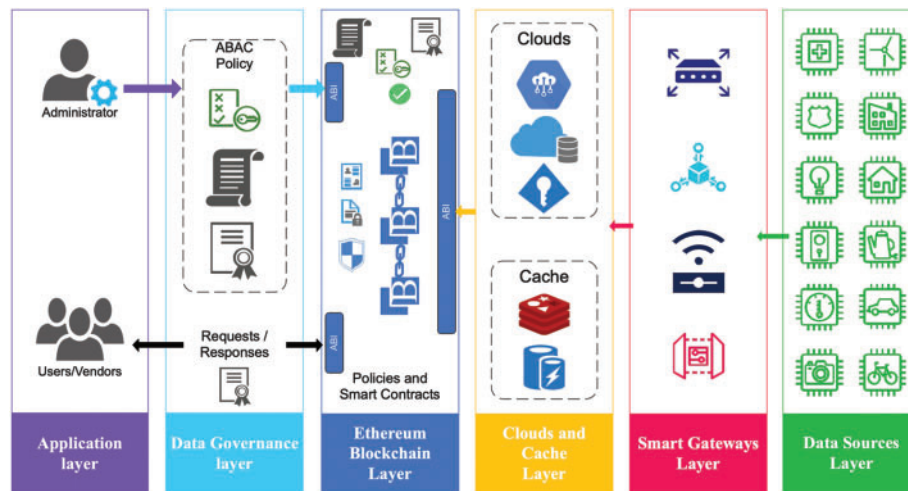 Administrator
Users/Vendors
Application
layer
ABAC
Policy
Requests /
Responses
Data Governance
layer
ABI
ABI
ABI
B
B
B
Policies and
Smart Contracts
Ethereum
Blockchain
Layer
Clouds
Cache
Clouds and
Cache
Layer
Smart Gateways
Layer
Data Sources
Layer